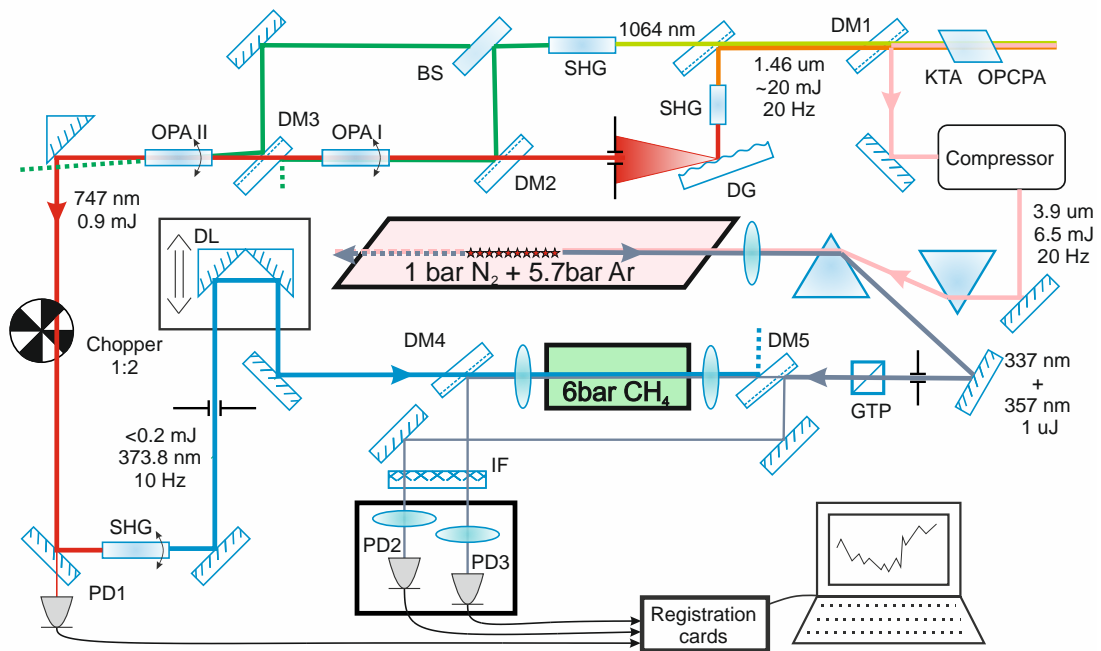 1064 nm
DM1
BS
SHG
KTA OPCPA
1.46 um
~20 mJ
20 Hz
SHG
OPA II
DM3
OPA I
DM2
DG
Compressor
747 nm
0.9 mJ
DL
3.9 um
6.5 mJ
20 Hz
1 bar N₂ + 5.7bar Ar
Chopper
1:2
DM4
DM5
6bar CH₄
GTP
337 nm
+
357 nm
1 uJ
<0.2 mJ
373.8 nm
10 Hz
IF
SHG
PD2
PD3
PD1
Registration
cards